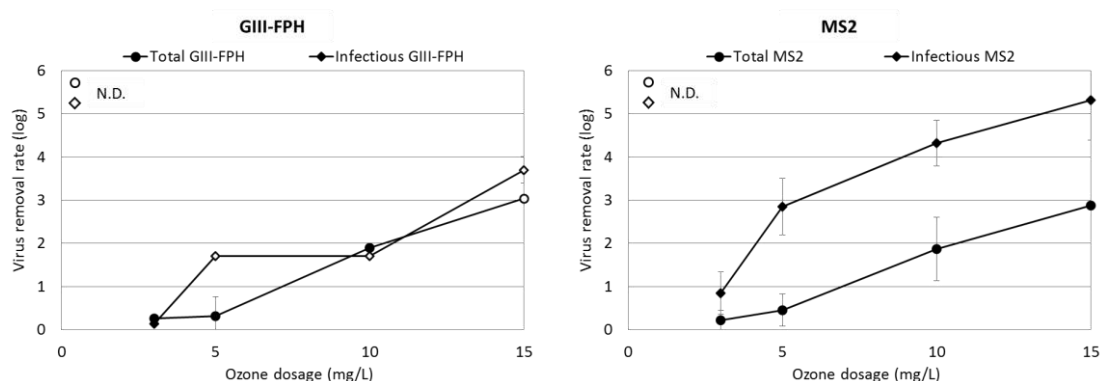 GIII-FPH
Total GIII-FPH
Infectious GIII-FPH
6
5
4
3
2
1
0
N.D.
Virus removal rate (log)
0
5
10
15
Ozone dosage (mg/L)
MS2
Total MS2
Infectious MS2
6
5
4
3
2
1
0
N.D.
Virus removal rate (log)
0
5
10
15
Ozone dosage (mg/L)